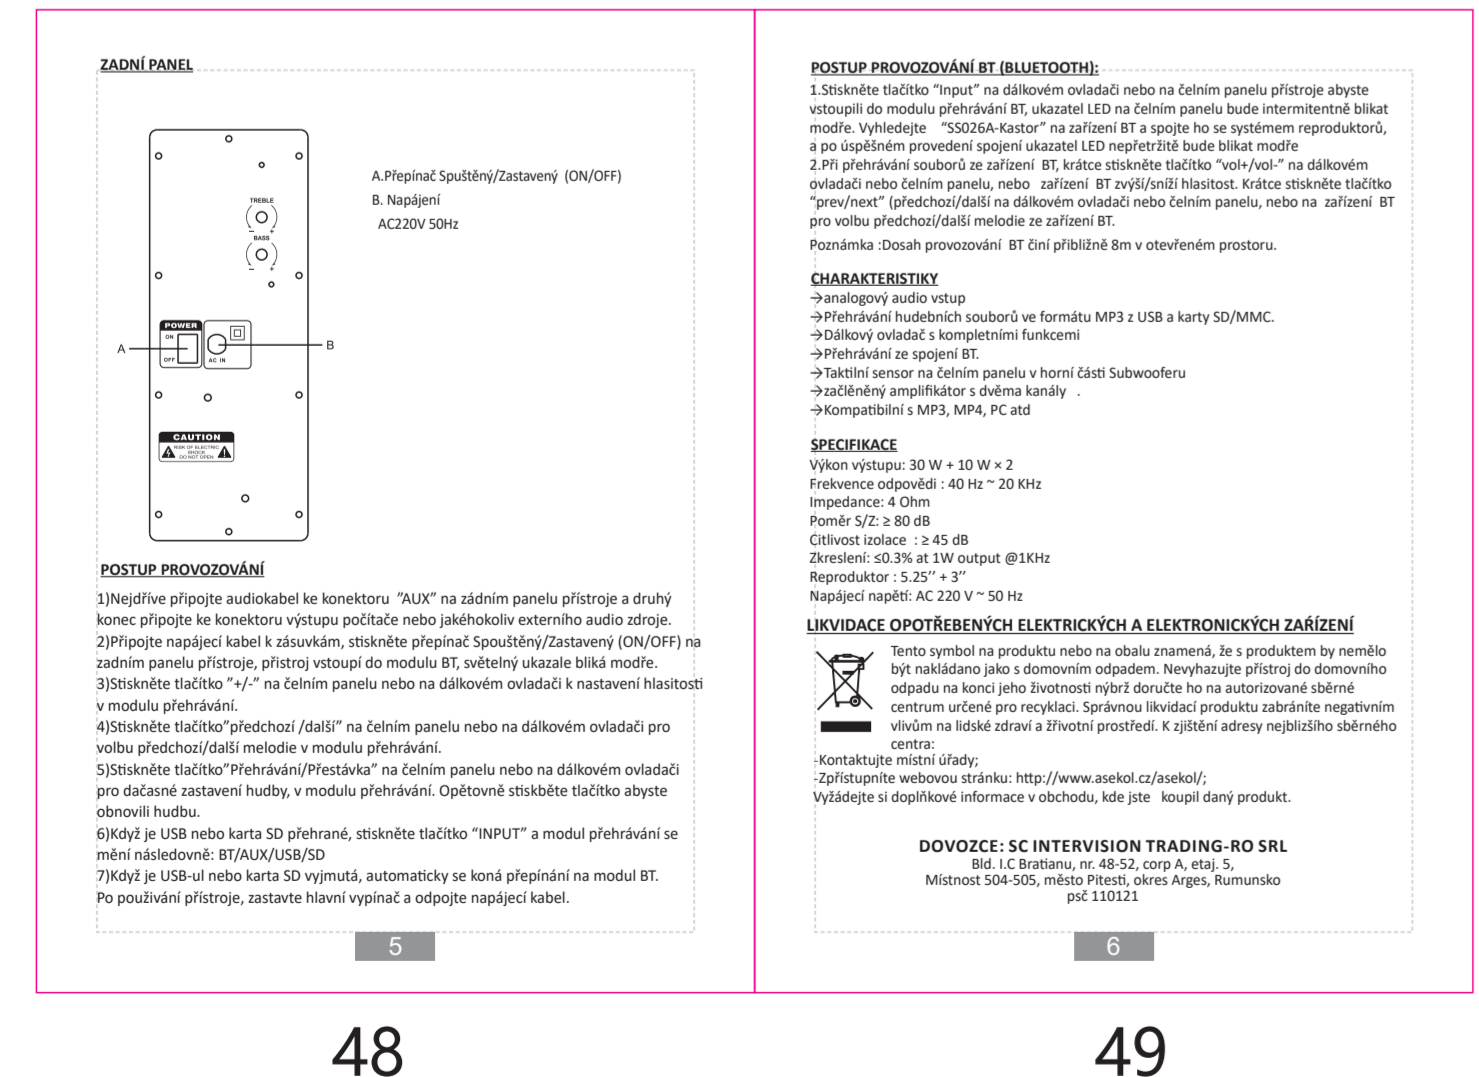 ZADNÍ PANEL
TREBLE
- +
BASS
- +
POWER
ON
OFF
AC IN
A
B
CAUTION
RISK OF ELECTRIC
SHOCK
DO NOT OPEN
A.Přepínač Spuštěný/Zastavený (ON/OFF)
B. Napájení
AC220V 50Hz
POSTUP PROVOZOVÁNÍ
1)Nejdříve připojte audiokabel ke konektoru ”AUX” na zádním panelu přístroje a druhý
konec připojte ke konektoru výstupu počítače nebo jakéhokoliv externího audio zdroje.
2)Připojte napájecí kabel k zásuvkám, stiskněte přepínač Spouštěný/Zastavený (ON/OFF) na
zadním panelu přístroje, přistroj vstoupí do modulu BT, světelný ukazale bliká modře.
3)Stiskněte tlačítko ”+/-” na čelním panelu nebo na dálkovém ovladači k nastavení hlasitosti
v modulu přehrávání.
4)Stiskněte tlačítko”předchozí /další” na čelním panelu nebo na dálkovém ovladači pro
volbu předchozí/další melodie v modulu přehrávání.
5)Stiskněte tlačítko”Přehrávání/Přestávka” na čelním panelu nebo na dálkovém ovladači
pro dačasné zastavení hudby, v modulu přehrávání. Opětovně stiskběte tlačítko abyste
obnovili hudbu.
6)Když je USB nebo karta SD přehrané, stiskněte tlačítko “INPUT” a modul přehrávání se
mění následovně: BT/AUX/USB/SD
7)Když je USB-ul nebo karta SD vyjmutá, automaticky se koná přepínání na modul BT.
Po použivání přístroje, zastavte hlavní vypínač a odpojte napájecí kabel.
5
48
POSTUP PROVOZOVÁNÍ BT (BLUETOOTH):
1.Stiskněte tlačítko “Input” na dálkovém ovladači nebo na čelním panelu přístroje abyste
vstoupili do modulu přehrávání BT, ukazatel LED na čelním panelu bude intermitentně blikat
modře. Vyhledejte “SS026A-Kastor” na zařízení BT a spojte ho se systémem reproduktorů,
a po úspěšném provedení spojení ukazatel LED nepřetržitě bude blikat modře
2.Při přehrávání souborů ze zařízení BT, krátce stiskněte tlačítko “vol+/vol-” na dálkovém
ovladači nebo čelním panelu, nebo zařízení BT zvýší/sníží hlasitost. Krátce stiskněte tlačítko
“prev/next” (předchozí/další na dálkovém ovladači nebo čelním panelu, nebo na zařízení BT
pro volbu předchozí/další melodie ze zařízení BT.
Poznámka :Dosah provozování BT činí přibližně 8m v otevřeném prostoru.
CHARAKTERISTIKY
→analogový audio vstup
→Přehrávání hudebních souborů ve formátu MP3 z USB a karty SD/MMC.
→Dálkový ovladač s kompletními funkcemi
→Přehrávání ze spojení BT.
→Taktilní sensor na čelním panelu v horní části Subwooferu
→začlěněný amplifikátor s dvěma kanály .
→Kompatibilní s MP3, MP4, PC atd
SPECIFIKACE
Výkon výstupu: 30 W + 10 W × 2
Frekvence odpovědi : 40 Hz ~ 20 KHz
Impedance: 4 Ohm
Poměr S/Z: ≥ 80 dB
Citlivost izolace : ≥ 45 dB
Zkreslení: ≤0.3% at 1W output @1KHz
Reproduktor : 5.25’’ + 3’’
Napájecí napětí: AC 220 V ~ 50 Hz
LIKVIDACE OPOTŘEBENÝCH ELEKTRICKÝCH A ELEKTRONICKÝCH ZAŘÍZENÍ
Tento symbol na produktu nebo na obalu znamená, že s produktem by nemělo
být nakládano jako s domovním odpadem. Nevyhazujte přístroj do domovního
odpadu na konci jeho životnosti nýbrž doručte ho na autorizované sběrné
centrum určené pro recyklaci. Správnou likvidací produktu zabráníte negativním
vlivům na lidské zdraví a žřivotní prostředí. K zjištění adresy nejblizšího sběrného
centra:
-Kontaktujte místní úřady;
-Zpřístupníte webovou stránku: http://www.asekol.cz/asekol/;
Vyžádejte si doplňkové informace v obchodu, kde jste koupil daný produkt.
DOVOZCE: SC INTERVISION TRADING-RO SRL
Bld. I.C Bratianu, nr. 48-52, corp A, etaj. 5,
Místnost 504-505, město Pitesti, okres Arges, Rumunsko
psč 110121
6
49